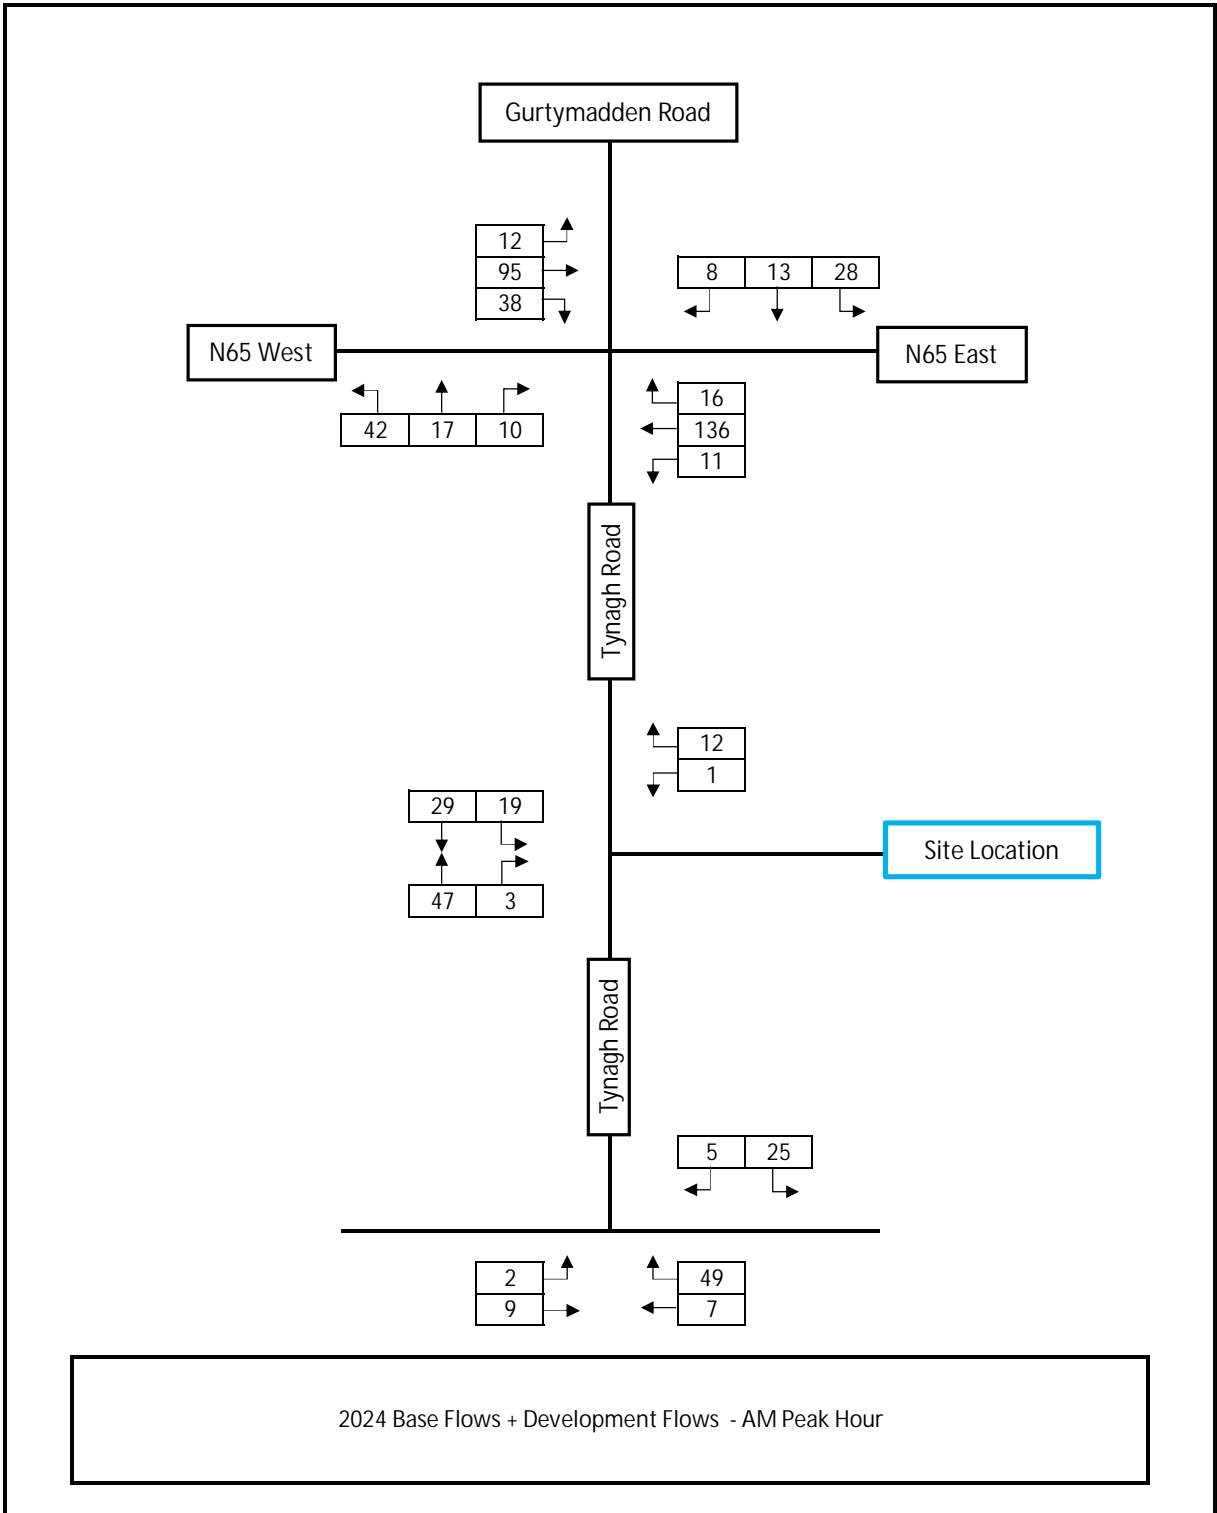 Gurtymadden Road
12
95
38
8 13 28
N65 West
N65 East
42 17 10
16
136
11
Tynagh Road
12
1
29 19
Site Location
47 3
Tynagh Road
5 25
2
9
49
7
2024 Base Flows + Development Flows - AM Peak Hour